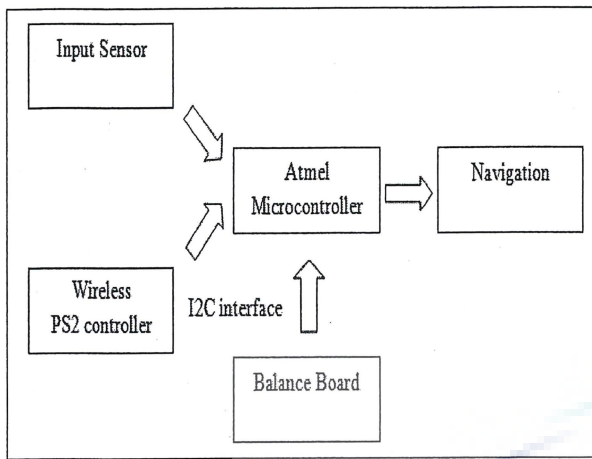 Input Sensor
Atmel
Microcontroller
Navigation
Wireless
PS2 controller
I2C interface
Balance Board